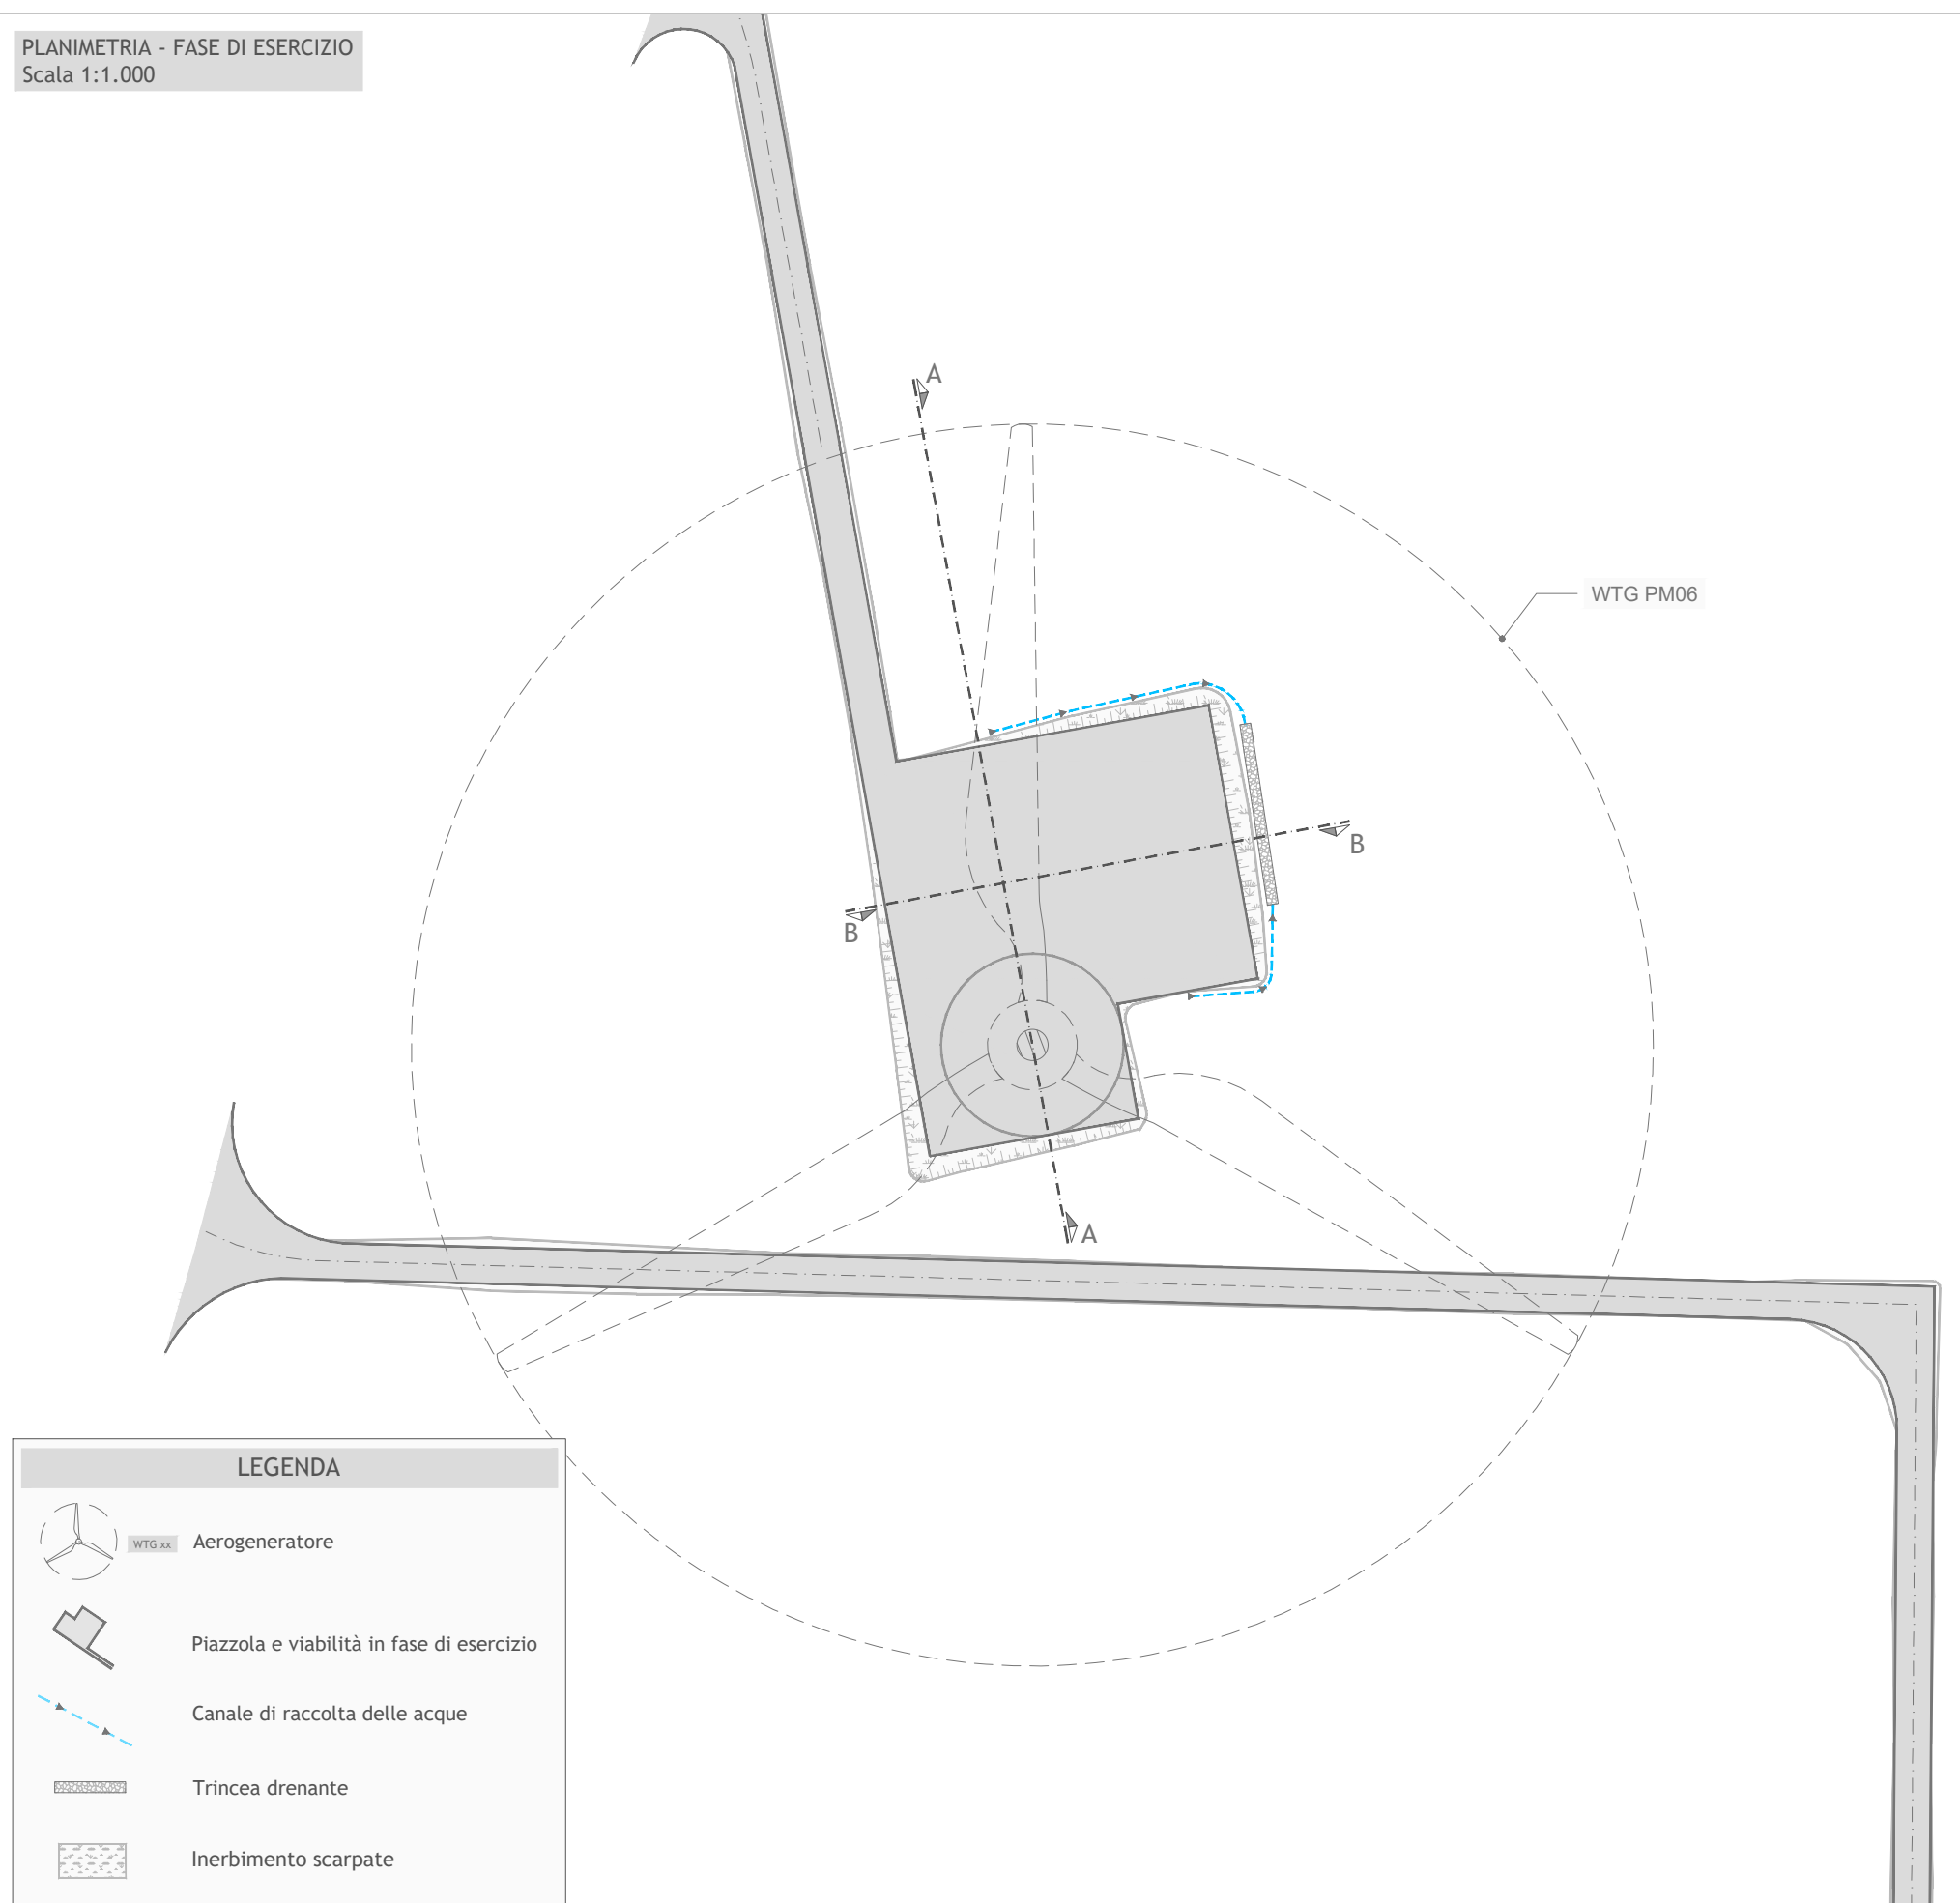 PLANIMETRIA - FASE DI ESERCIZIO
Scala 1:1.000
A
WTG PM06
B
B
A
LEGENDA
WTG xx
Aerogeneratore
Piazzola e viabilità in fase di esercizio
Canale di raccolta delle acque
Trincea drenante
Inerbimento scarpate